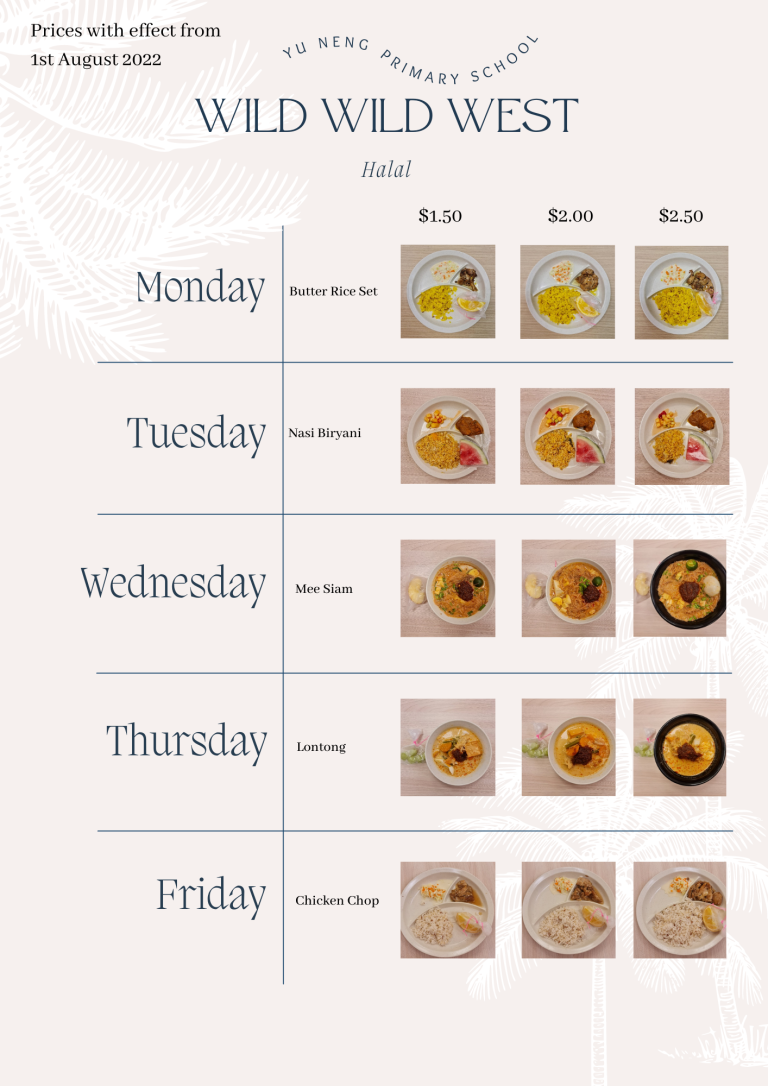 Prices with effect from
1st August 2022
YU NENG PRIMARY SCHOOL
WILD WILD WEST
Halal
$1.50 $2.00 $2.50
Monday Butter Rice Set
Tuesday Nasi Biryani
Wednesday Mee Siam
Thursday Lontong
Friday Chicken Chop